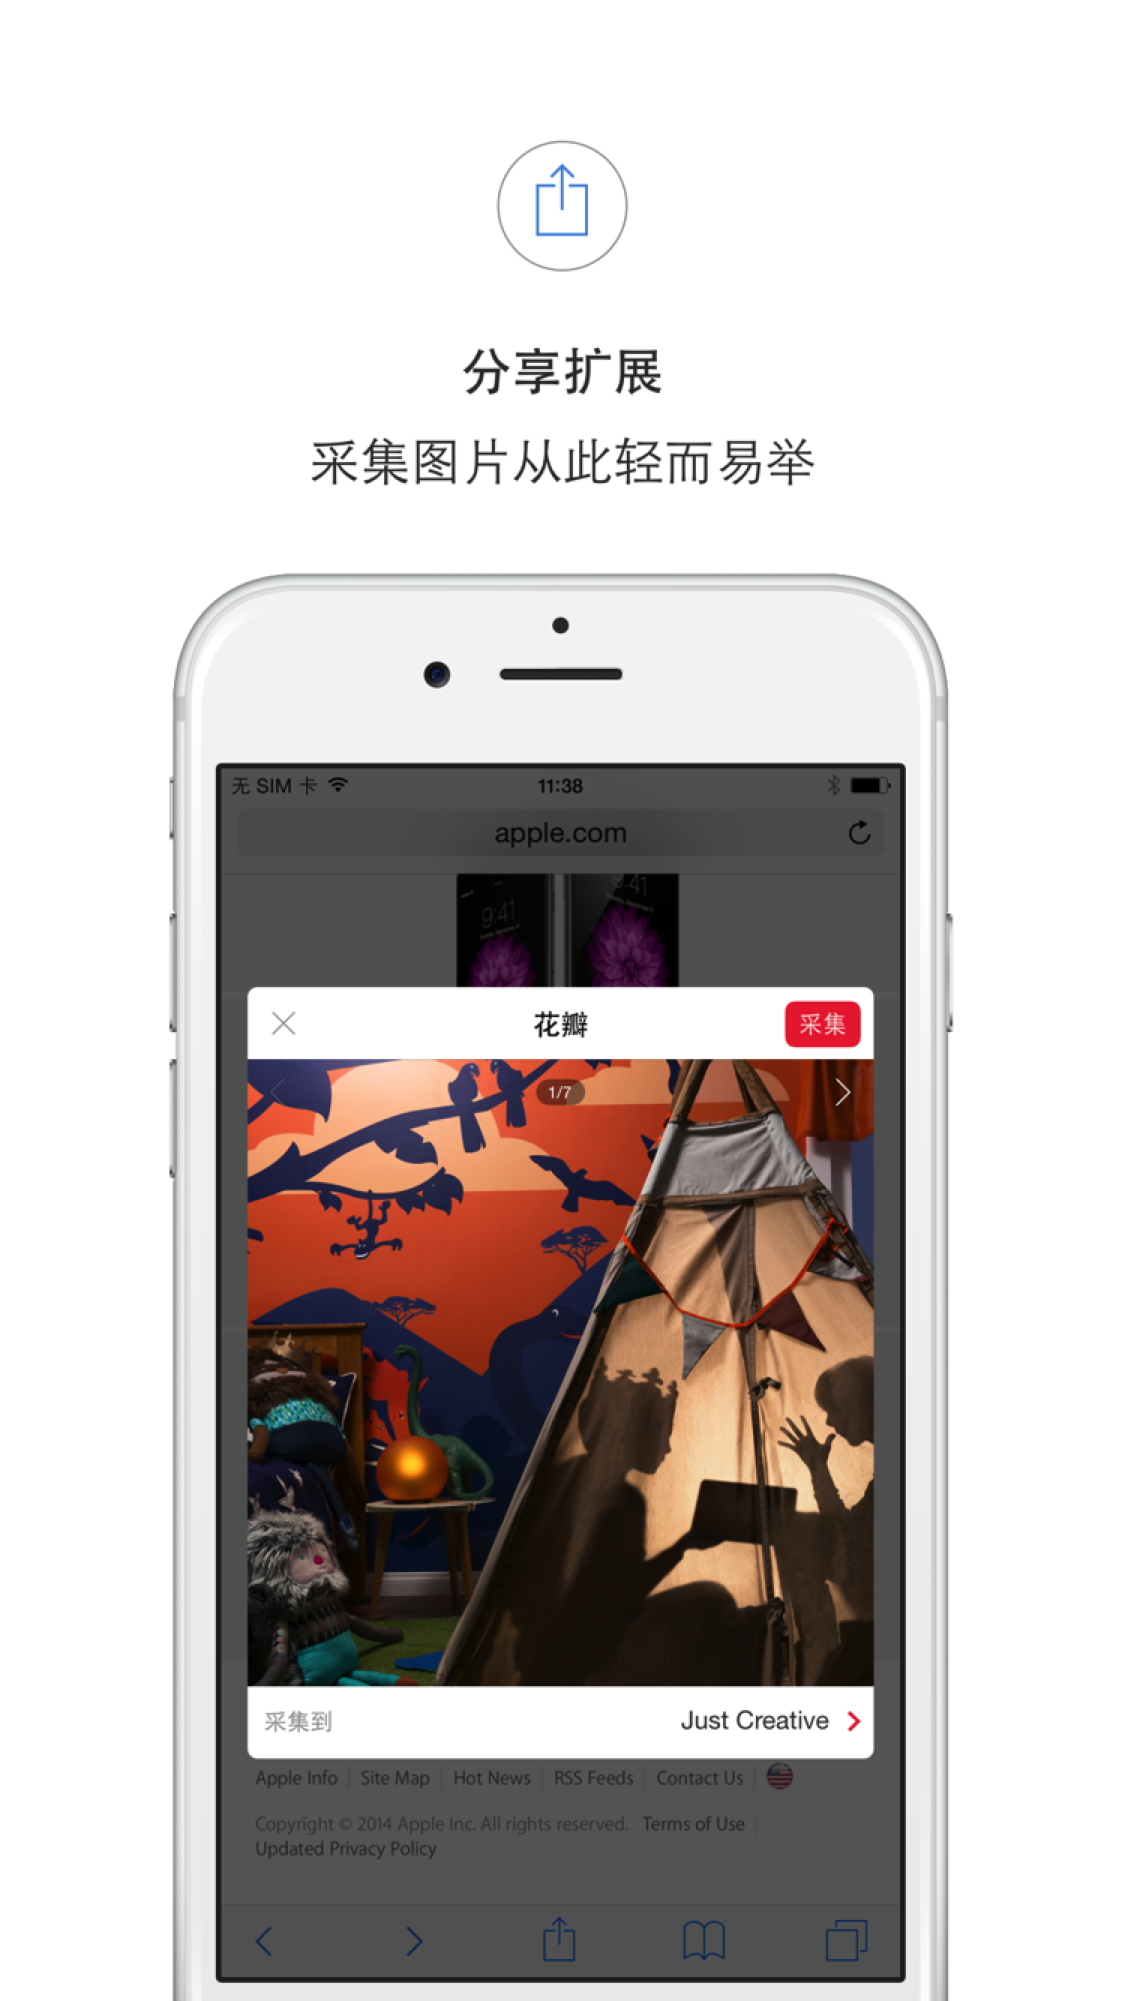 分享扩展
采集图片从此轻而易举
无 SIM 卡 11:38
apple.com
9:41 9:41
花瓣 采集
1/7
采集到 Just Creative
Apple Info Site Map Hot News RSS Feeds Contact Us
Copyright © 2014 Apple Inc. All rights reserved. Terms of Use
Updated Privacy Policy